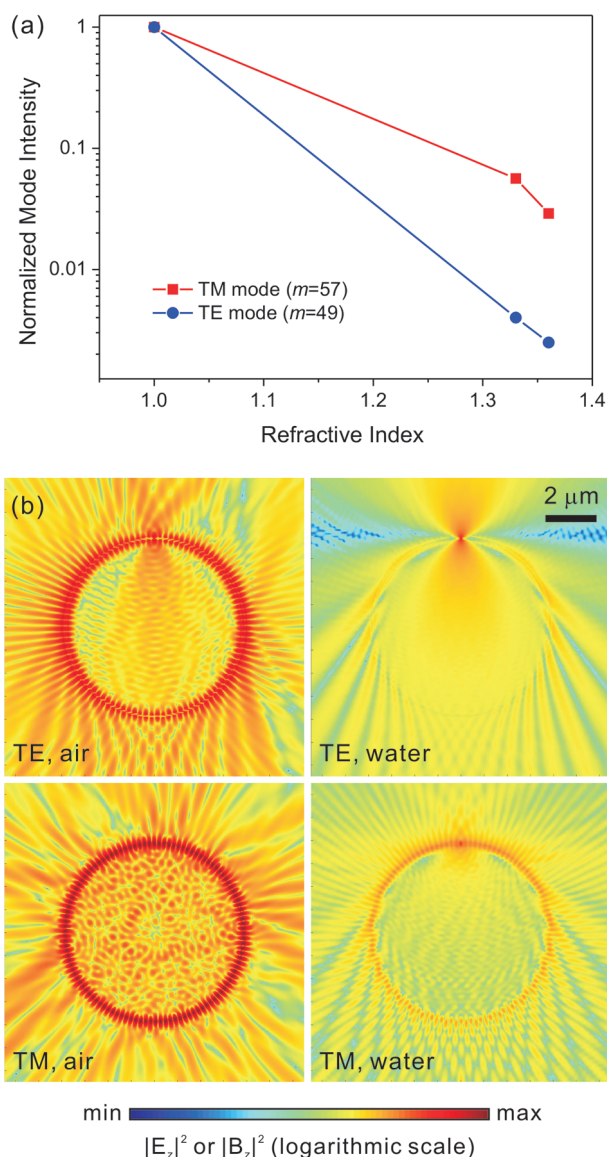 (a)
1
0.1
0.01
Normalized Mode Intensity
TM mode (m=57)
TE mode (m=49)
1.0 1.1 1.2 1.3 1.4
Refractive Index
(b)
2 μm
TE, air
TE, water
TM, air
TM, water
min max
|E_z|² or |B_z|² (logarithmic scale)